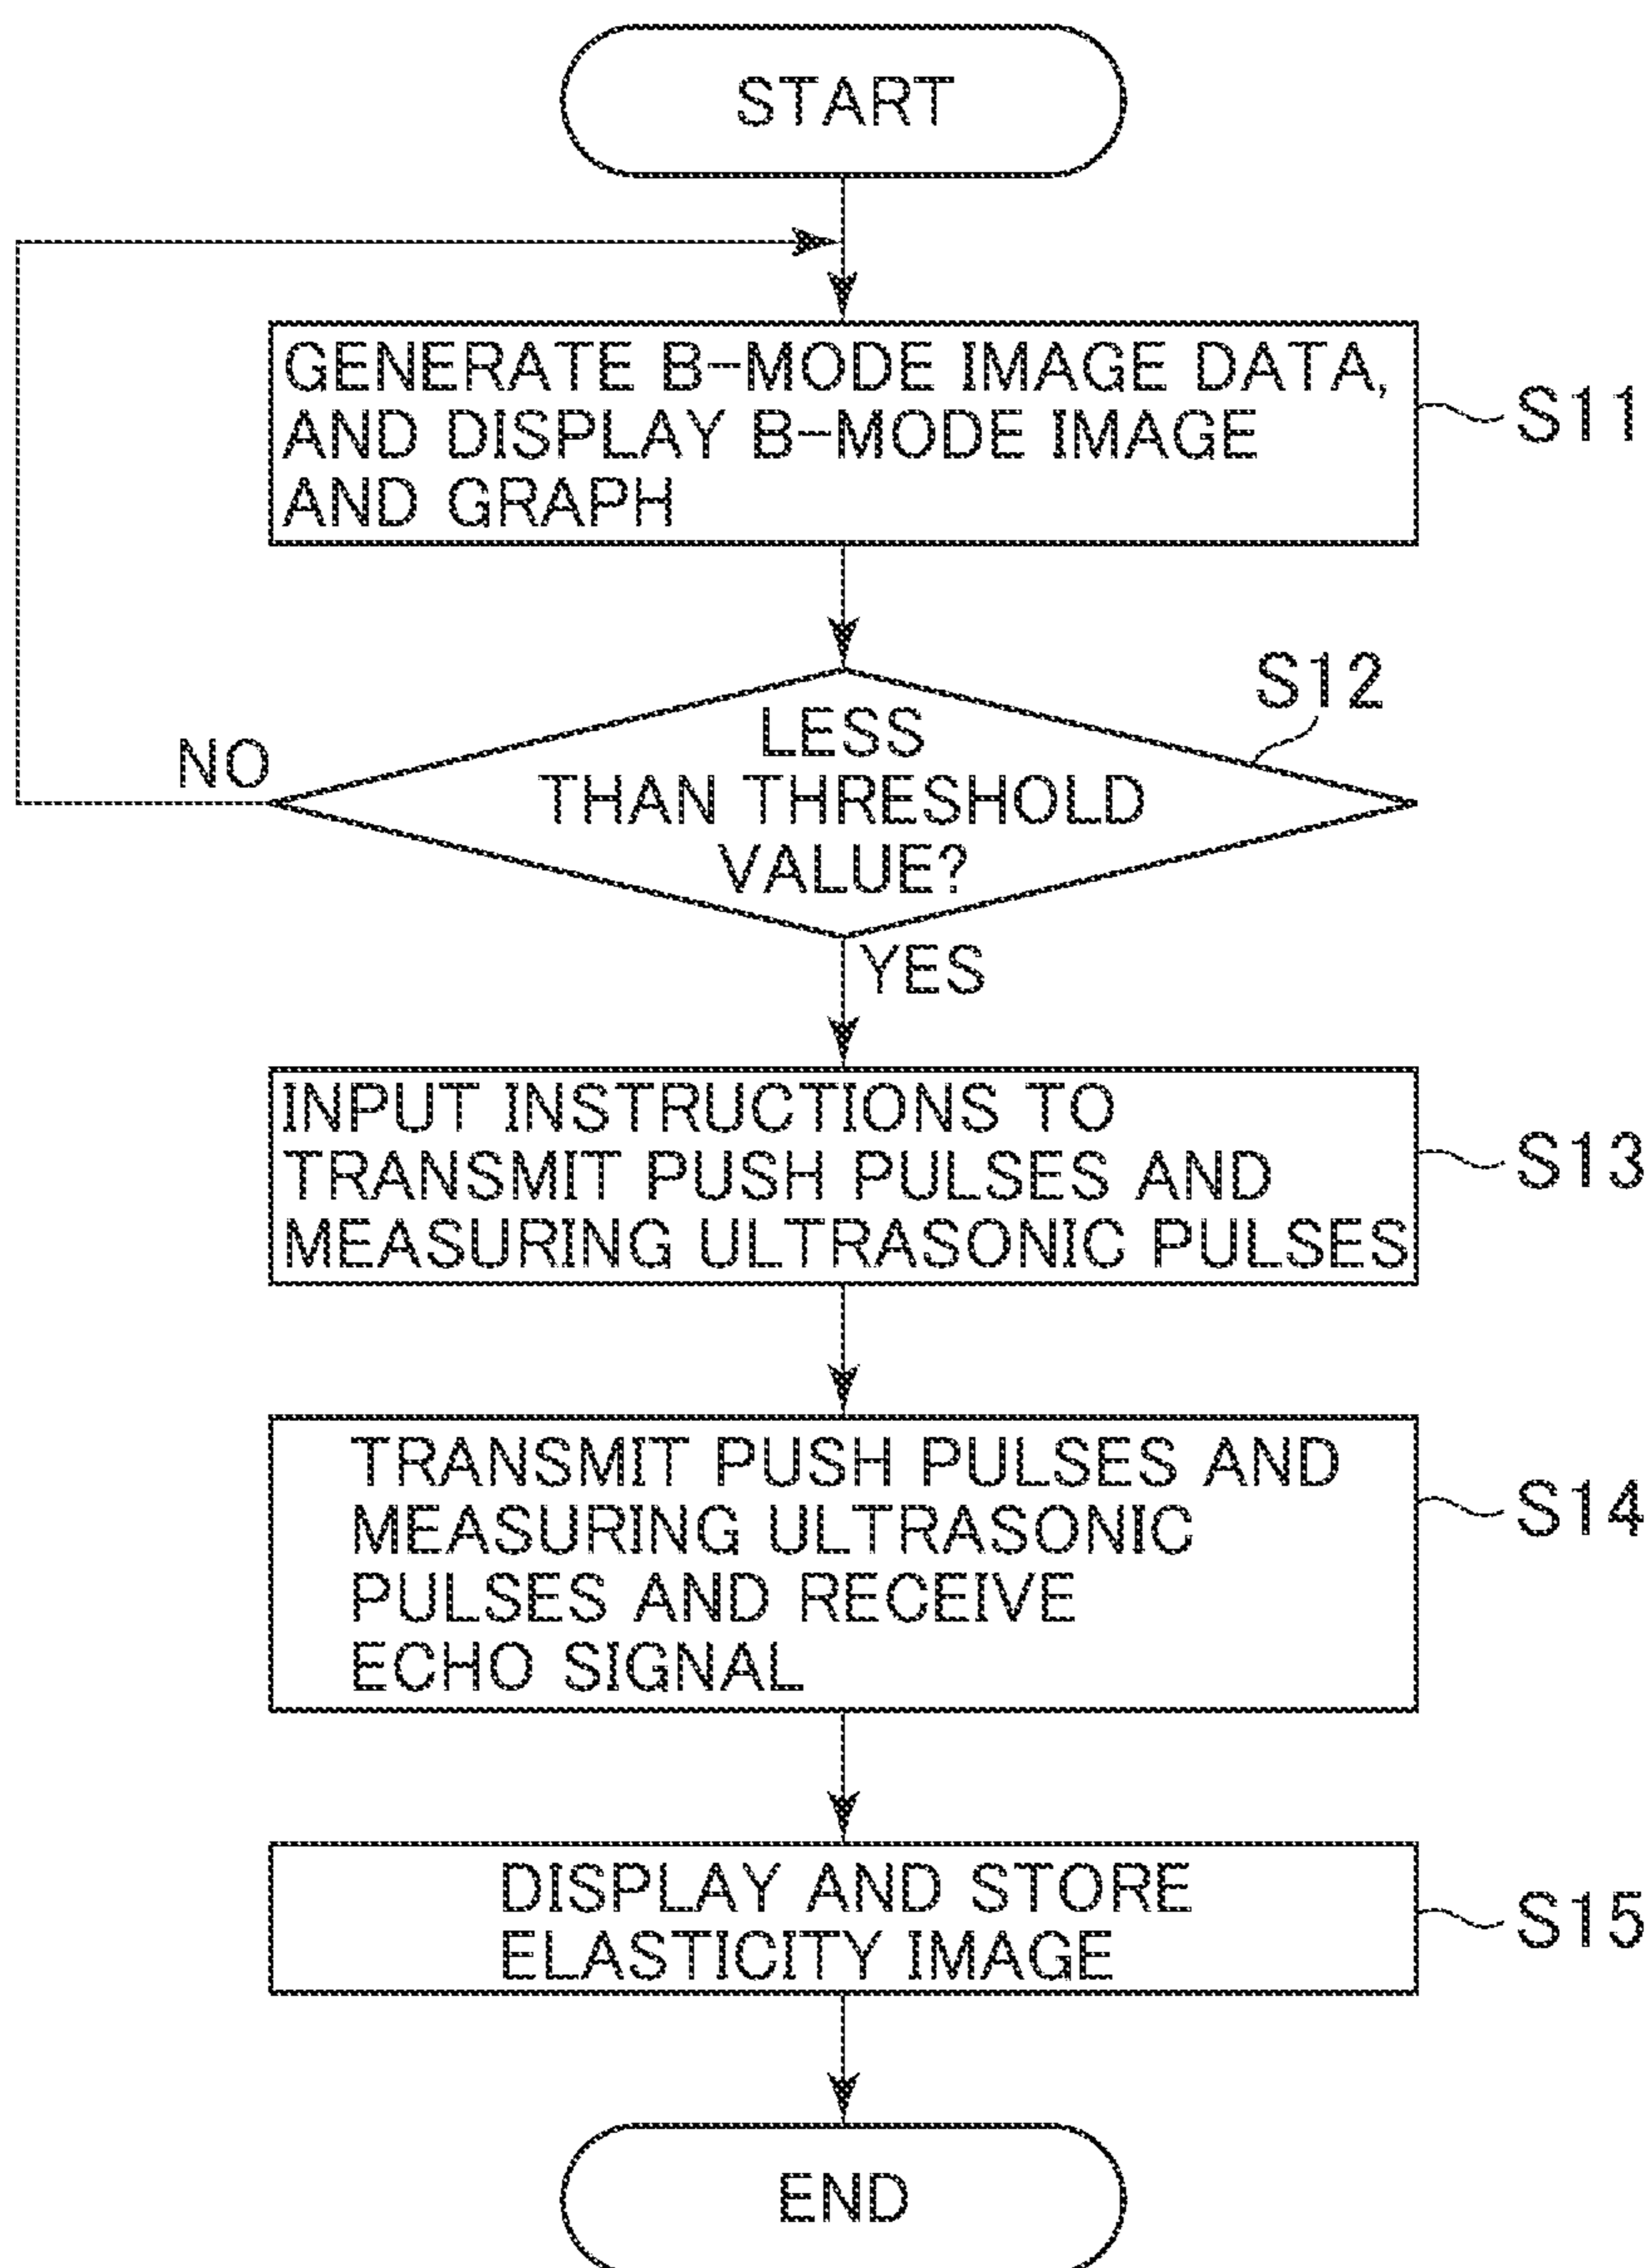 START
GENERATE B-MODE IMAGE DATA,
AND DISPLAY B-MODE IMAGE
AND GRAPH
S11
S12
LESS
THAN THRESHOLD
VALUE?
NO
YES
INPUT INSTRUCTIONS TO
TRANSMIT PUSH PULSES AND
MEASURING ULTRASONIC PULSES
S13
TRANSMIT PUSH PULSES AND
MEASURING ULTRASONIC
PULSES AND RECEIVE
ECHO SIGNAL
S14
DISPLAY AND STORE
ELASTICITY IMAGE
S15
END